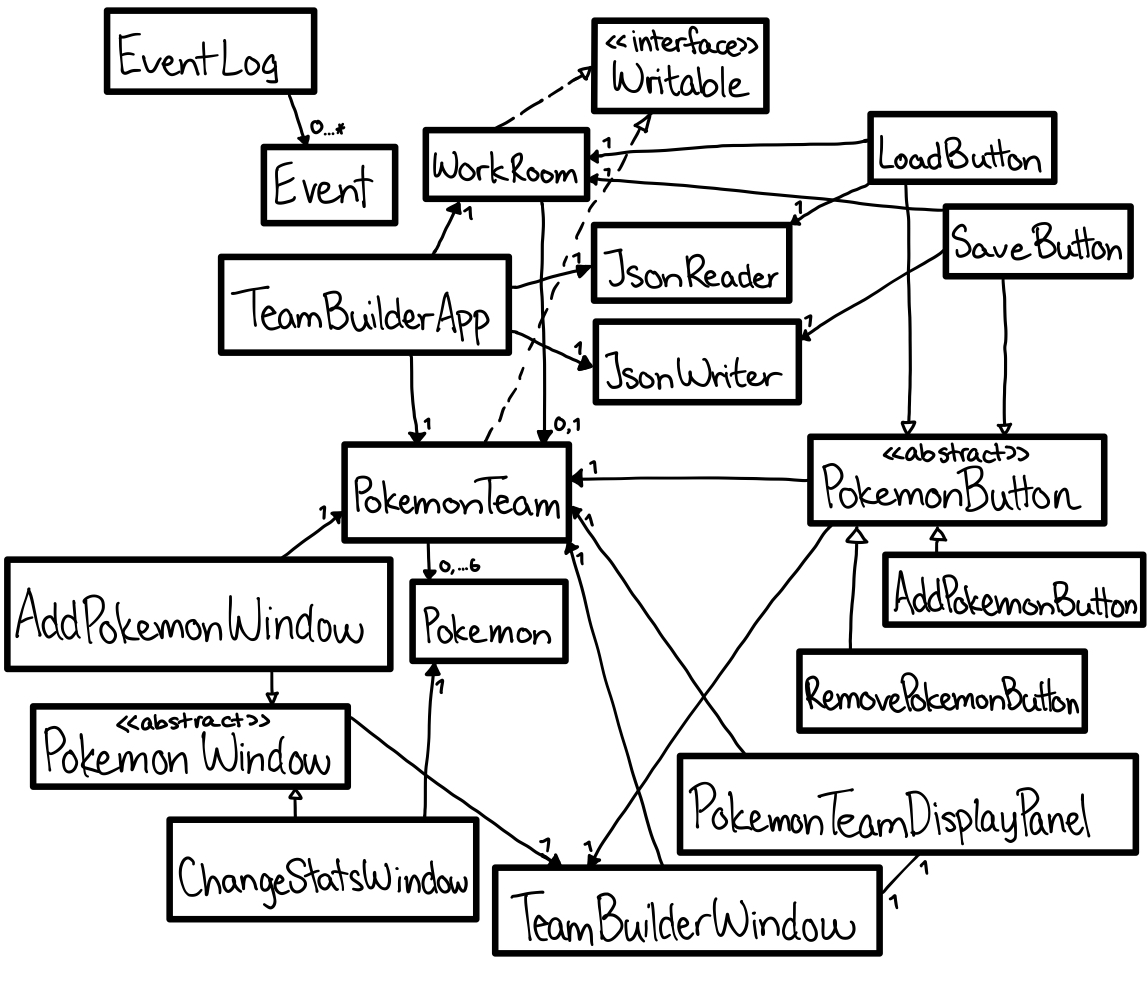 EventLog
0...*
Event
<<interface>>
Writable
WorkRoom
1
1
1
LoadButton
SaveButton
1
JsonReader
1
TeamBuilderApp
1
JsonWriter
1
1
0,1
PokemonTeam
1
<<abstract>>
PokemonButton
1
1
1
0,...6
AddPokemonWindow
Pokemon
1
AddPokemonButton
RemovePokemonButton
<<abstract>>
Pokemon Window
PokemonTeamDisplayPanel
ChangeStatsWindow
1
1
1
1
TeamBuilderWindow